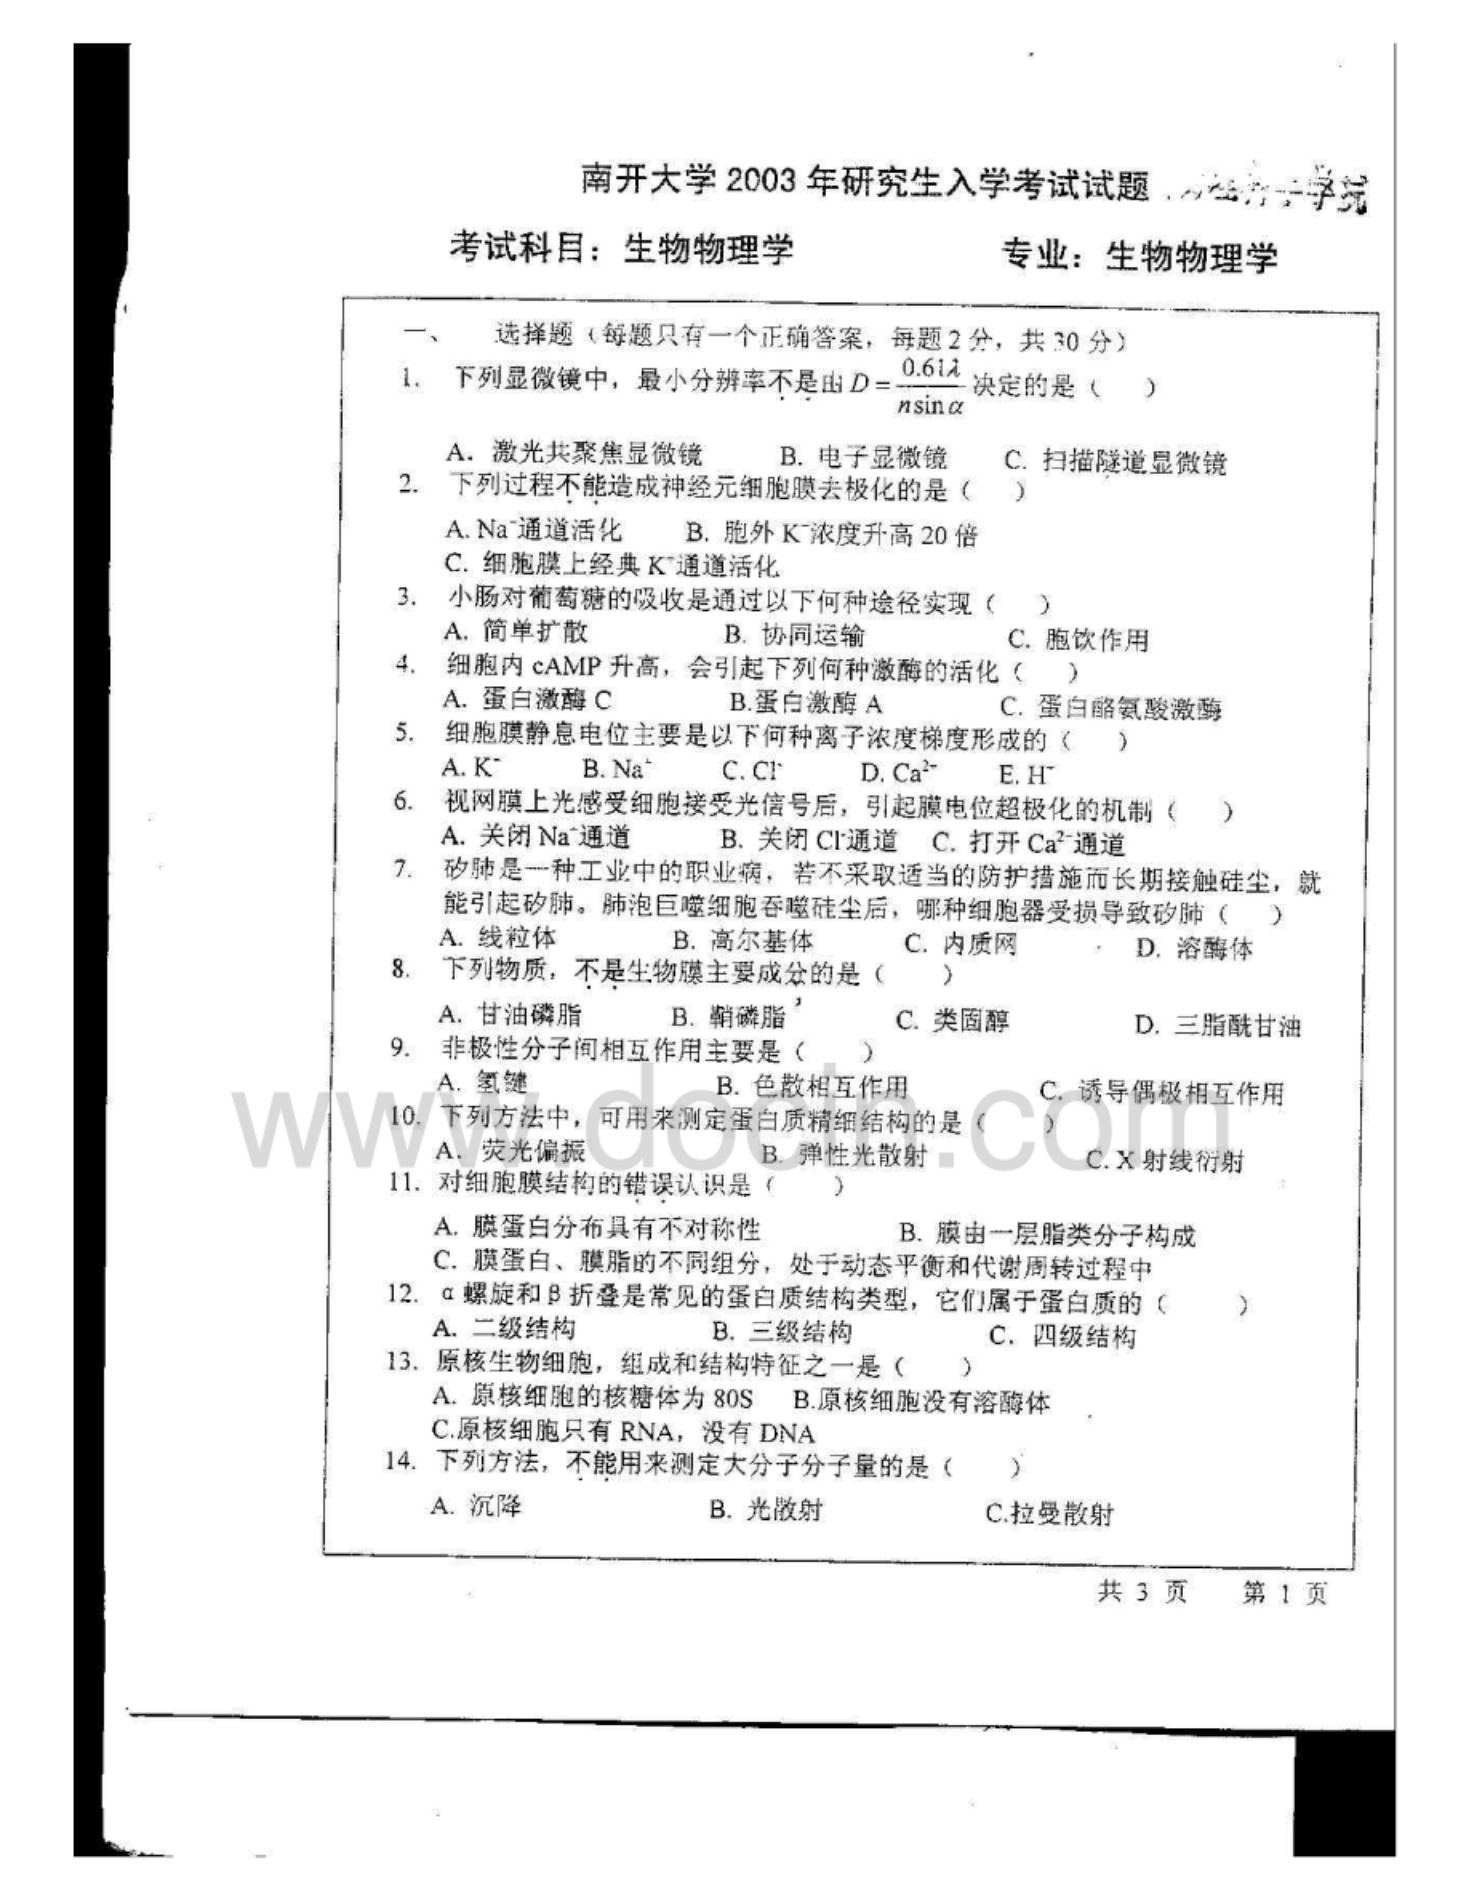 南开大学 2003 年研究生入学考试试题 学院
考试科目：生物物理学 专业：生物物理学
一、 选择题（每题只有一个正确答案，每题 2 分，共 30 分）
1. 下列显微镜中，最小分辨率不是由 D = 0.61λ / n sin α 决定的是（ ）
A. 激光共聚焦显微镜 B. 电子显微镜 C. 扫描隧道显微镜
2. 下列过程不能造成神经元细胞膜去极化的是（ ）
A. Na⁺通道活化 B. 胞外 K⁺浓度升高 20 倍
C. 细胞膜上经典 K⁺通道活化
3. 小肠对葡萄糖的吸收是通过以下何种途径实现（ ）
A. 简单扩散 B. 协同运输 C. 胞饮作用
4. 细胞内 cAMP 升高，会引起下列何种激酶的活化（ ）
A. 蛋白激酶 C B.蛋白激酶 A C. 蛋白酪氨酸激酶
5. 细胞膜静息电位主要是以下何种离子浓度梯度形成的（ ）
A. K⁺ B. Na⁺ C. Cl⁻ D. Ca²⁺ E. H⁺
6. 视网膜上光感受细胞接受光信号后，引起膜电位超极化的机制（ ）
A. 关闭 Na⁺通道 B. 关闭 Cl⁻通道 C. 打开 Ca²⁺通道
7. 矽肺是一种工业中的职业病，若不采取适当的防护措施而长期接触硅尘，就
能引起矽肺。肺泡巨噬细胞吞噬硅尘后，哪种细胞器受损导致矽肺（ ）
A. 线粒体 B. 高尔基体 C. 内质网 D. 溶酶体
8. 下列物质，不是生物膜主要成分的是（ ）
A. 甘油磷脂 B. 鞘磷脂 C. 类固醇 D. 三脂酰甘油
9. 非极性分子间相互作用主要是（ ）
A. 氢键 B. 色散相互作用 C. 诱导偶极相互作用
www.docin.com
10. 下列方法中，可用来测定蛋白质精细结构的是（ ）
A. 荧光偏振 B. 弹性光散射 C. X 射线衍射
11. 对细胞膜结构的错误认识是（ ）
A. 膜蛋白分布具有不对称性 B. 膜由一层脂类分子构成
C. 膜蛋白、膜脂的不同组分，处于动态平衡和代谢周转过程中
12. α 螺旋和 β 折叠是常见的蛋白质结构类型，它们属于蛋白质的（ ）
A. 二级结构 B. 三级结构 C. 四级结构
13. 原核生物细胞，组成和结构特征之一是（ ）
A. 原核细胞的核糖体为 80S B.原核细胞没有溶酶体
C.原核细胞只有 RNA，没有 DNA
14. 下列方法，不能用来测定大分子分子量的是（ ）
A. 沉降 B. 光散射 C.拉曼散射
共 3 页 第 1 页